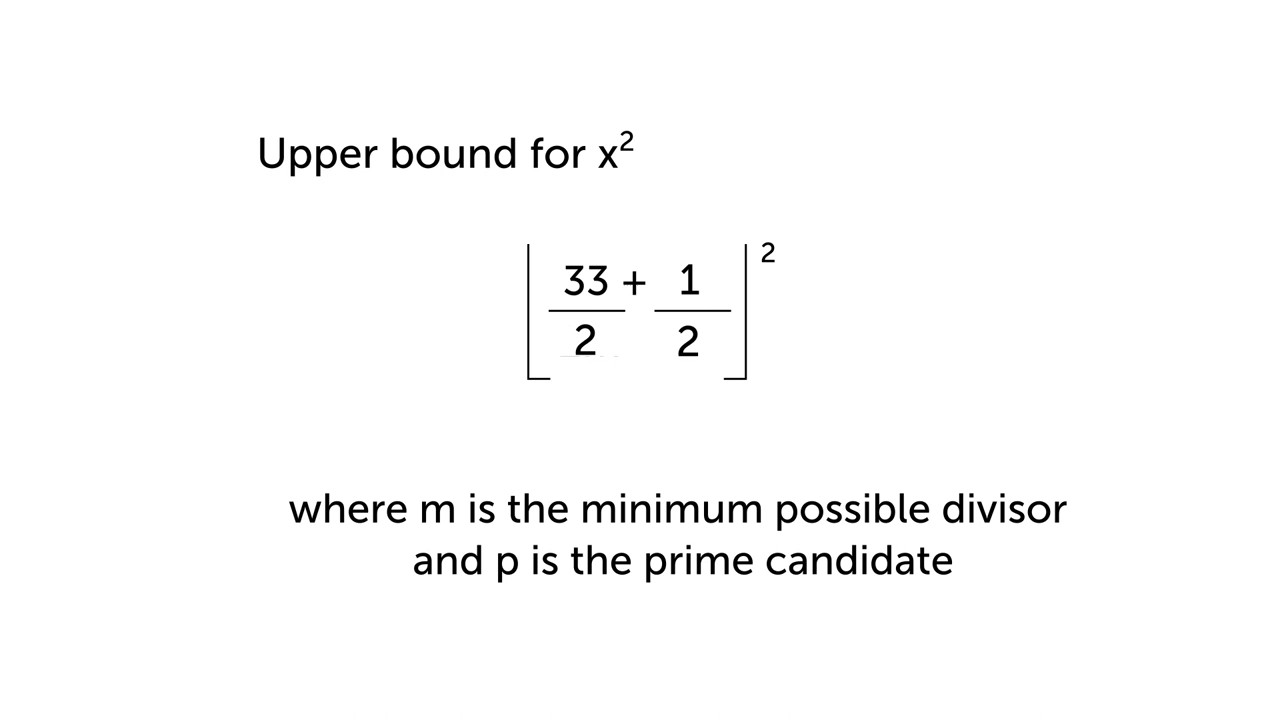 Upper bound for x²
⌊33/2 + 1/2⌋²
where m is the minimum possible divisor
and p is the prime candidate